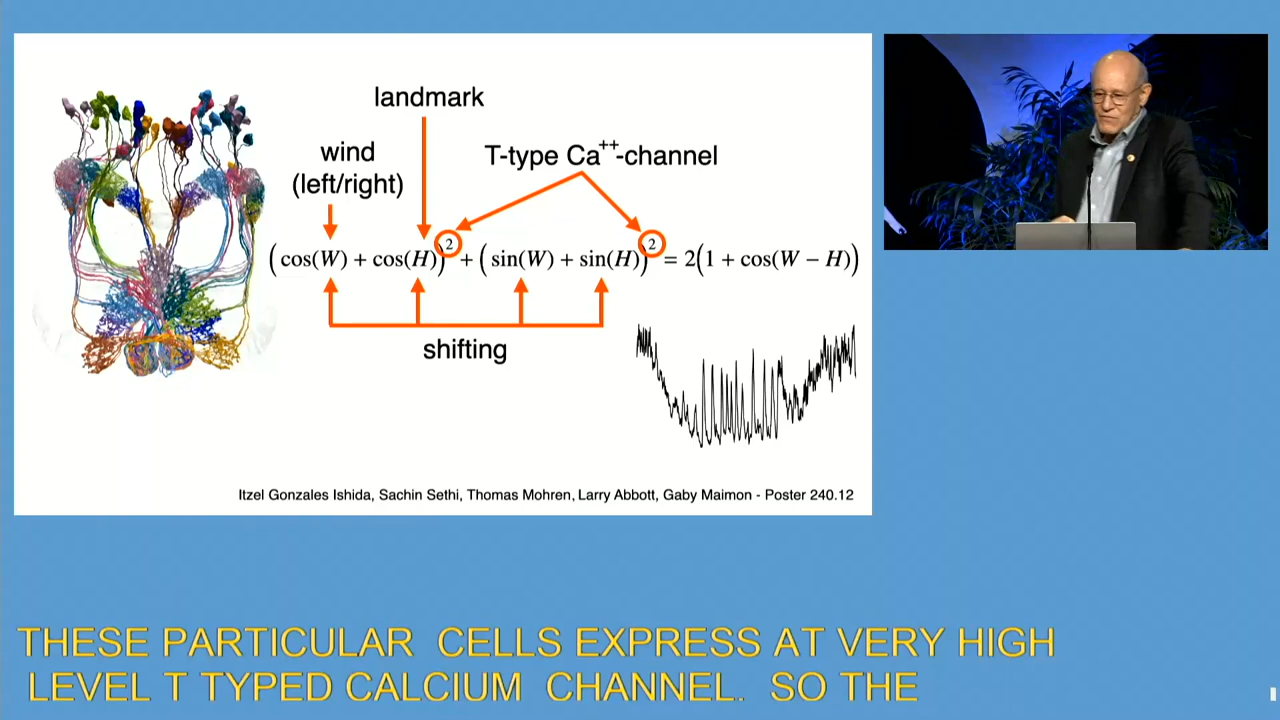 landmark
wind
(left/right)
T-type Ca⁺⁺-channel
(cos(W) + cos(H))² + (sin(W) + sin(H))² = 2(1 + cos(W − H))
shifting
Itzel Gonzales Ishida, Sachin Sethi, Thomas Mohren, Larry Abbott, Gaby Maimon - Poster 240.12
THESE PARTICULAR CELLS EXPRESS AT VERY HIGH
LEVEL T TYPED CALCIUM CHANNEL. SO THE